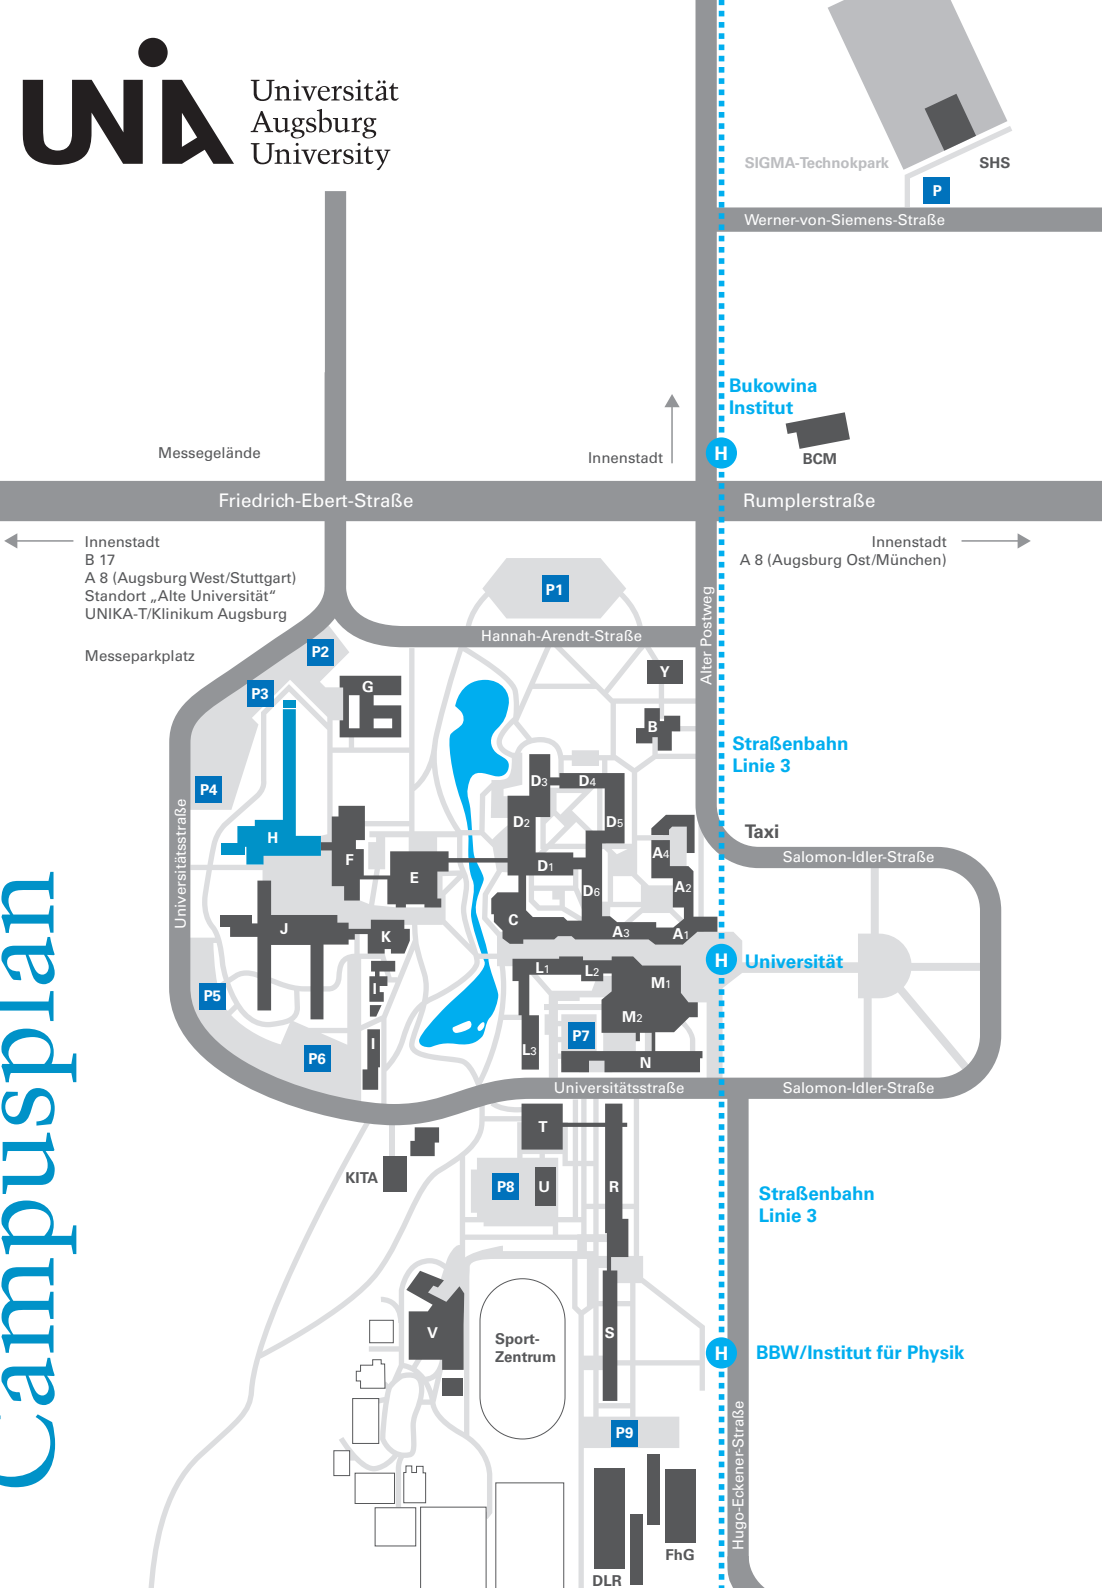 UNIA
Universität
Augsburg
University
SIGMA-Technokpark
SHS
P
Werner-von-Siemens-Straße
Bukowina
Institut
Messegelände
Innenstadt
H
BCM
Friedrich-Ebert-Straße
Rumplerstraße
Innenstadt
B 17
A 8 (Augsburg West/Stuttgart)
Standort „Alte Universität“
UNIKA-T/Klinikum Augsburg
Messeparkplatz
Innenstadt
A 8 (Augsburg Ost/München)
P1
Alter Postweg
Hannah-Arendt-Straße
P2
Y
G
P3
B
Straßenbahn
Linie 3
D3
D4
P4
D2
D5
Taxi
H
F
A4
Salomon-Idler-Straße
D1
E
D6
A2
Universitätsstraße
C
J
K
A3
A1
H
Universität
L1
L2
I
M1
P5
M2
P7
I
L3
P6
N
Universitätsstraße
Salomon-Idler-Straße
T
KITA
P8
U
R
Straßenbahn
Linie 3
V
Sport-
Zentrum
S
H
BBW/Institut für Physik
P9
Hugo-Eckener-Straße
FhG
DLR
Campusplan